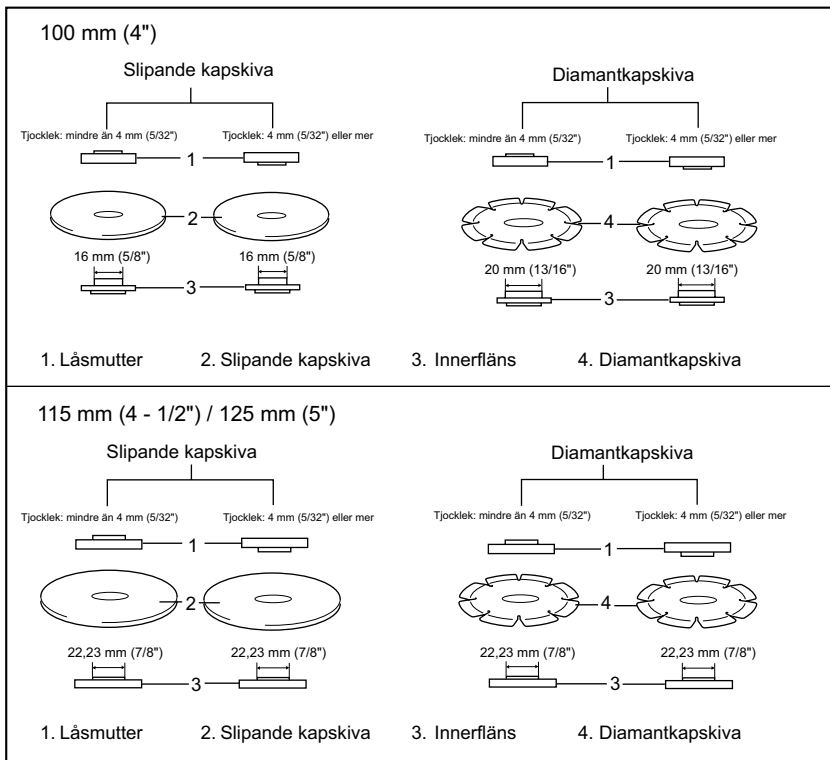 100 mm (4")
Slipande kapskiva
Diamantkapskiva
Tjocklek: mindre än 4 mm (5/32") Tjocklek: 4 mm (5/32") eller mer
Tjocklek: mindre än 4 mm (5/32") Tjocklek: 4 mm (5/32") eller mer
1
1
2
4
16 mm (5/8") 16 mm (5/8")
20 mm (13/16") 20 mm (13/16")
3
3
1. Låsmutter 2. Slipande kapskiva 3. Innerfläns 4. Diamantkapskiva
115 mm (4 - 1/2") / 125 mm (5")
Slipande kapskiva
Diamantkapskiva
Tjocklek: mindre än 4 mm (5/32") Tjocklek: 4 mm (5/32") eller mer
Tjocklek: mindre än 4 mm (5/32") Tjocklek: 4 mm (5/32") eller mer
1
1
2
4
22,23 mm (7/8") 22,23 mm (7/8")
22,23 mm (7/8") 22,23 mm (7/8")
3
3
1. Låsmutter 2. Slipande kapskiva 3. Innerfläns 4. Diamantkapskiva